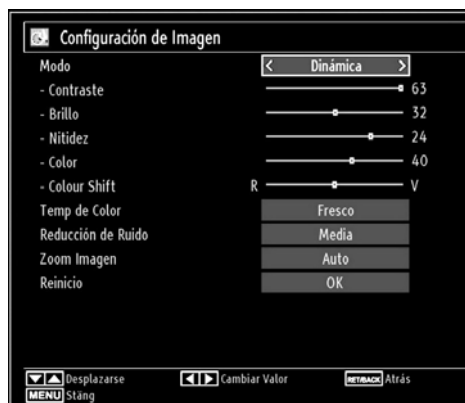 Configuración de Imagen
Modo < Dinámica >
- Contraste 63
- Brillo 32
- Nitidez 24
- Color 40
- Colour Shift R V
Temp de Color Fresco
Reducción de Ruido Media
Zoom Imagen Auto
Reinicio OK
Desplazarse Cambiar Valor RET/BACK Atrás
MENU Stäng